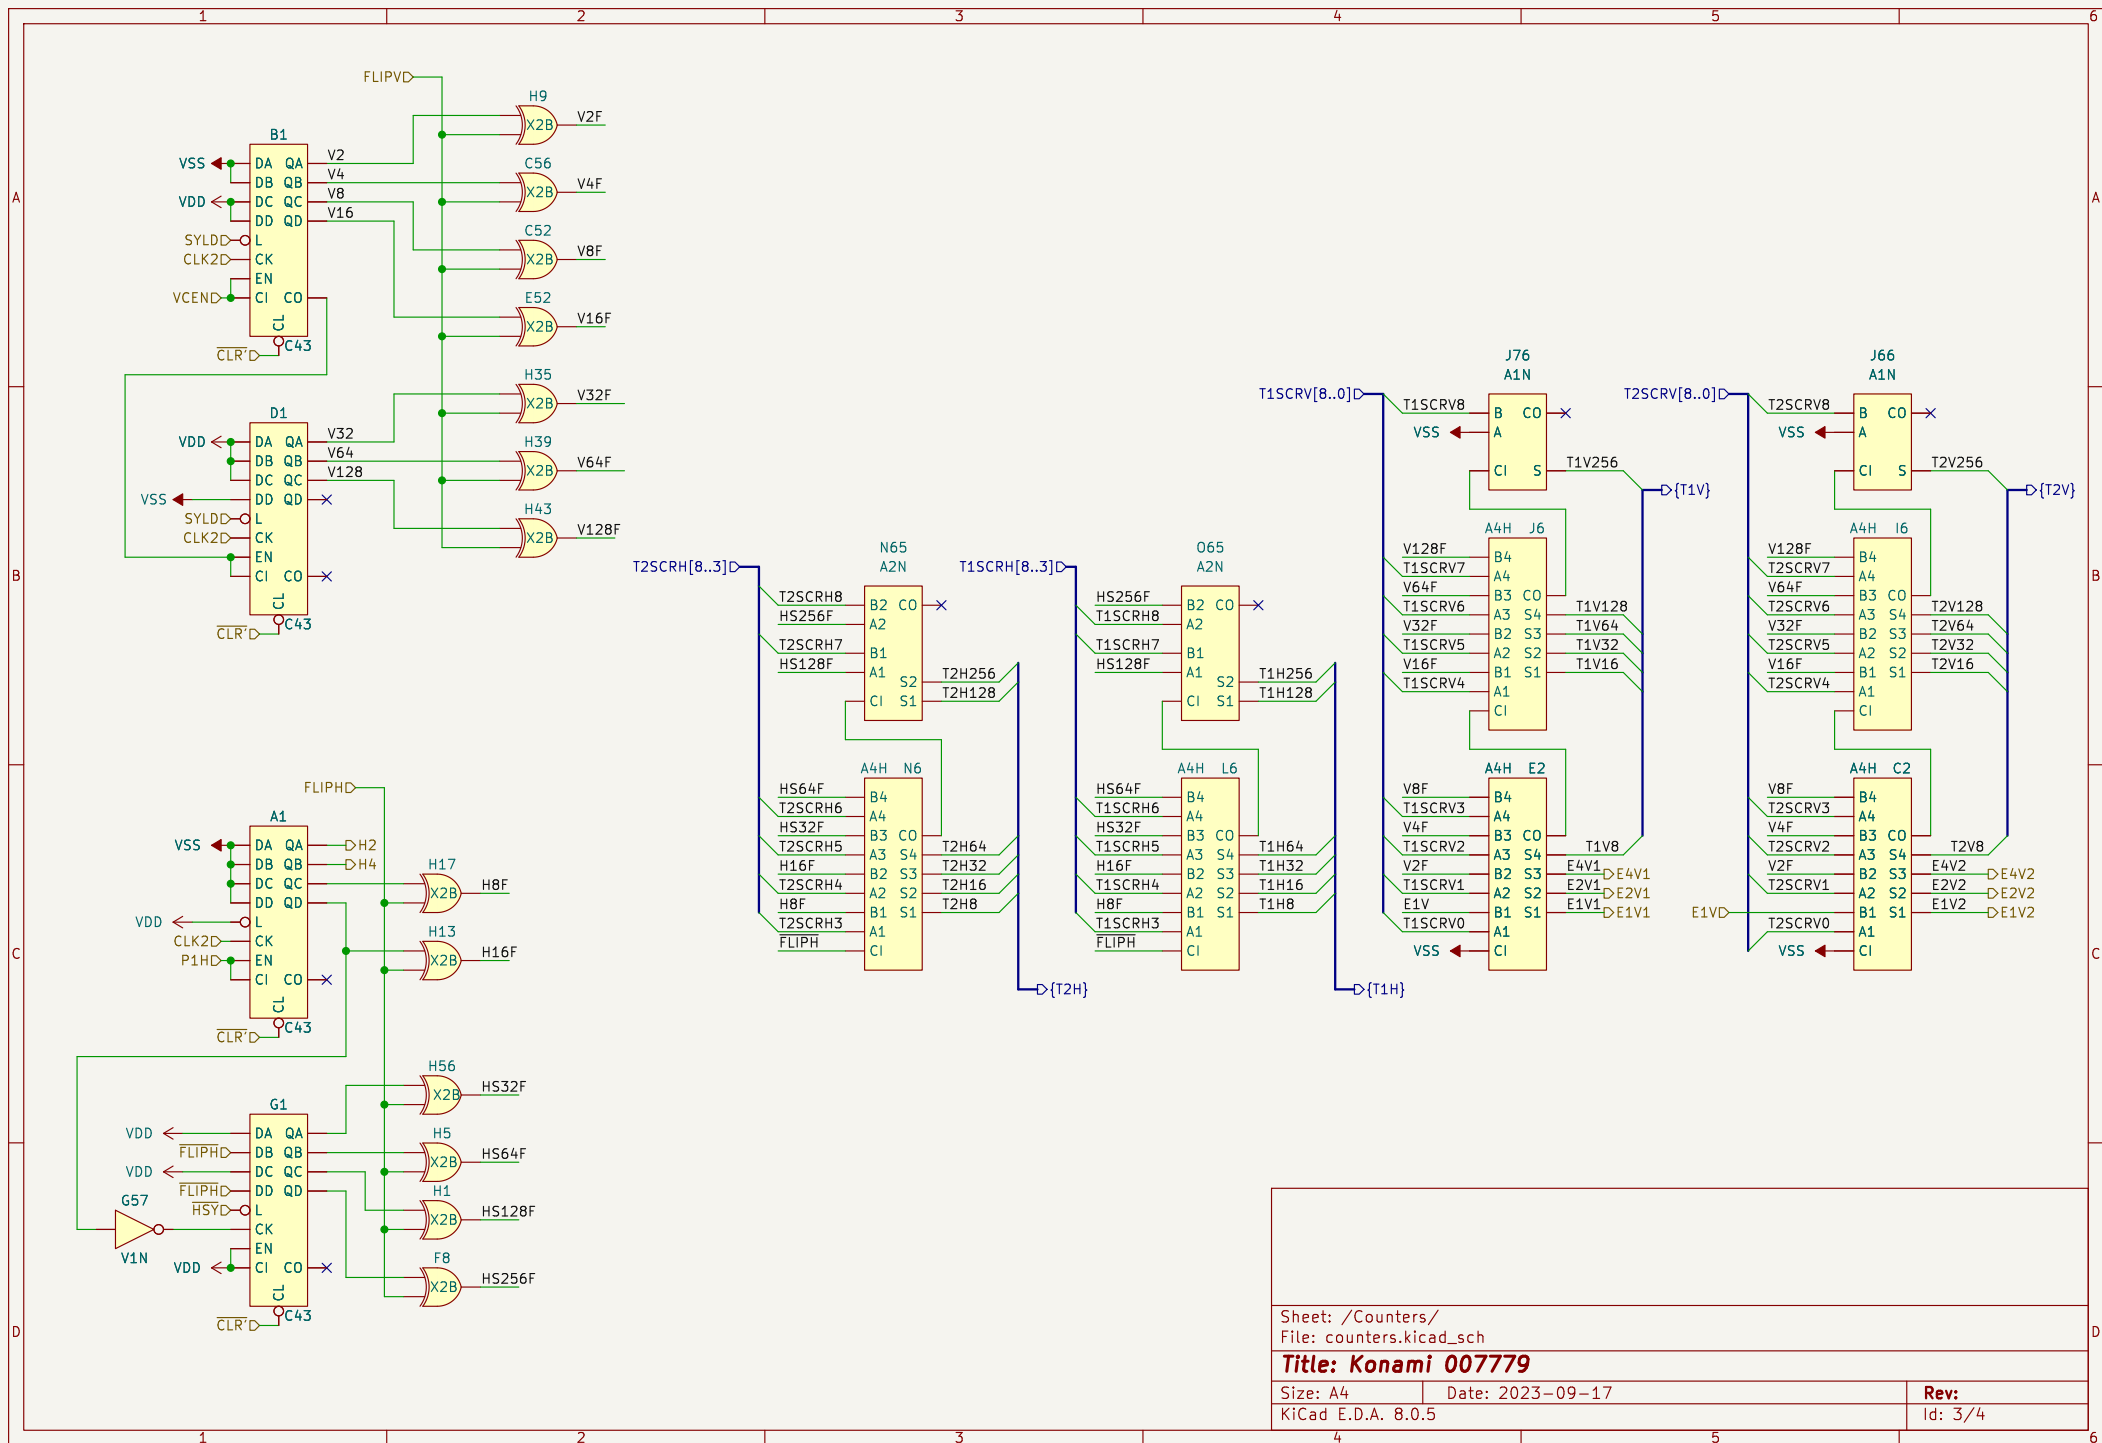 1 2 3 4 5 6
A
B
C
D
FLIPV
B1
VSS DA QA V2
DB QB V4
VDD DC QC V8
DD QD V16
SYLD L
CLK2 CK
EN
VCEN CI CO
CL
CLR' C43
H9
X2B V2F
C56
X2B V4F
C52
X2B V8F
E52
X2B V16F
D1
VDD DA QA V32
DB QB V64
DC QC V128
VSS DD QD
SYLD L
CLK2 CK
EN
CI CO
CL
CLR' C43
H35
X2B V32F
H39
X2B V64F
H43
X2B V128F
FLIPH
A1
VSS DA QA H2
DB QB H4
DC QC
DD QD
VDD L
CLK2 CK
P1H EN
CI CO
CL
CLR' C43
H17
X2B H8F
H13
X2B H16F
G1
VDD DA QA
FLIPH DB QB
VDD DC QC
FLIPH DD QD
HSY L
G57
V1N
CK
EN
VDD CI CO
CL
CLR' C43
H56
X2B HS32F
H5
X2B HS64F
H1
X2B HS128F
F8
X2B HS256F
T2SCRH[8..3]
N65
A2N
T2SCRH8 B2 CO
HS256F A2
T2SCRH7 B1
HS128F A1
S2 T2H256
CI S1 T2H128
A4H N6
HS64F B4
T2SCRH6 A4
HS32F B3 CO
T2SCRH5 A3 S4 T2H64
H16F B2 S3 T2H32
T2SCRH4 A2 S2 T2H16
H8F B1 S1 T2H8
T2SCRH3 A1
FLIPH CI
{T2H}
T1SCRH[8..3]
O65
A2N
HS256F B2 CO
T1SCRH8 A2
T1SCRH7 B1
HS128F A1
S2 T1H256
CI S1 T1H128
A4H L6
HS64F B4
T1SCRH6 A4
HS32F B3 CO
T1SCRH5 A3 S4 T1H64
H16F B2 S3 T1H32
T1SCRH4 A2 S2 T1H16
H8F B1 S1 T1H8
T1SCRH3 A1
FLIPH CI
{T1H}
T1SCRV[8..0]
J76
A1N
T1SCRV8 B CO
VSS A
CI S T1V256
{T1V}
A4H J6
V128F B4
T1SCRV7 A4
V64F B3 CO
T1SCRV6 A3 S4 T1V128
V32F B2 S3 T1V64
T1SCRV5 A2 S2 T1V32
V16F B1 S1 T1V16
T1SCRV4 A1
CI
A4H E2
V8F B4
T1SCRV3 A4
V4F B3 CO
T1SCRV2 A3 S4 T1V8
V2F B2 S3 E4V1 E4V1
T1SCRV1 A2 S2 E2V1 E2V1
E1V B1 S1 E1V1 E1V1
T1SCRV0 A1
VSS CI
T2SCRV[8..0]
J66
A1N
T2SCRV8 B CO
VSS A
CI S T2V256
{T2V}
A4H I6
V128F B4
T2SCRV7 A4
V64F B3 CO
T2SCRV6 A3 S4 T2V128
V32F B2 S3 T2V64
T2SCRV5 A2 S2 T2V32
V16F B1 S1 T2V16
T2SCRV4 A1
CI
A4H C2
V8F B4
T2SCRV3 A4
V4F B3 CO
T2SCRV2 A3 S4 T2V8
V2F B2 S3 E4V2 E4V2
T2SCRV1 A2 S2 E2V2 E2V2
E1V B1 S1 E1V2 E1V2
T2SCRV0 A1
VSS CI
Sheet: /Counters/
File: counters.kicad_sch
Title: Konami 007779
Size: A4 Date: 2023-09-17 Rev:
KiCad E.D.A. 8.0.5 Id: 3/4
A
B
C
D
1 2 3 4 5 6